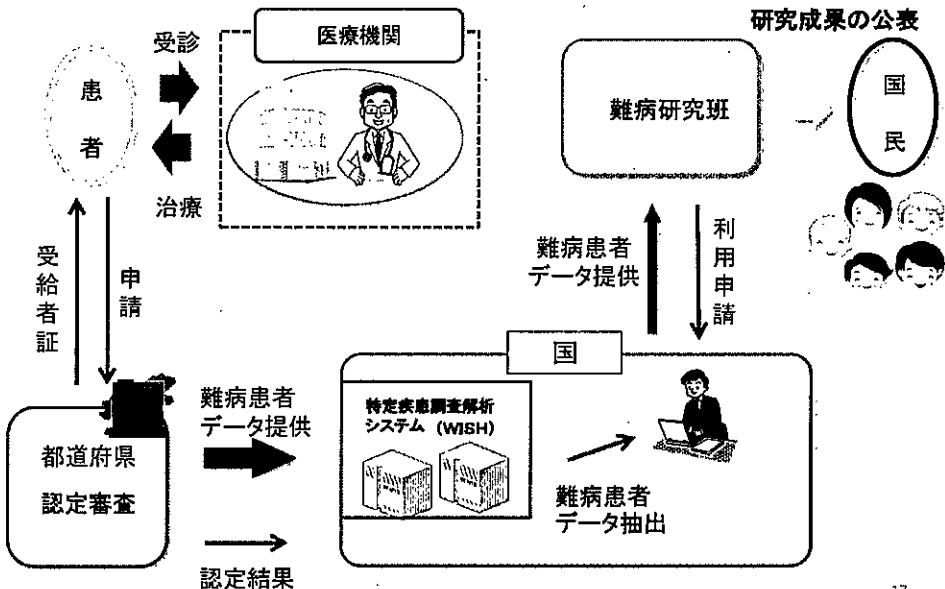 研究成果の公表
受診
医療機関
患者
難病研究班
国民
治療
受給者証
申請
難病患者
データ提供
利用申請
国
特定疾患調査解析
システム (WISH)
難病患者
データ提供
都道府県
認定審査
難病患者
データ抽出
認定結果
17